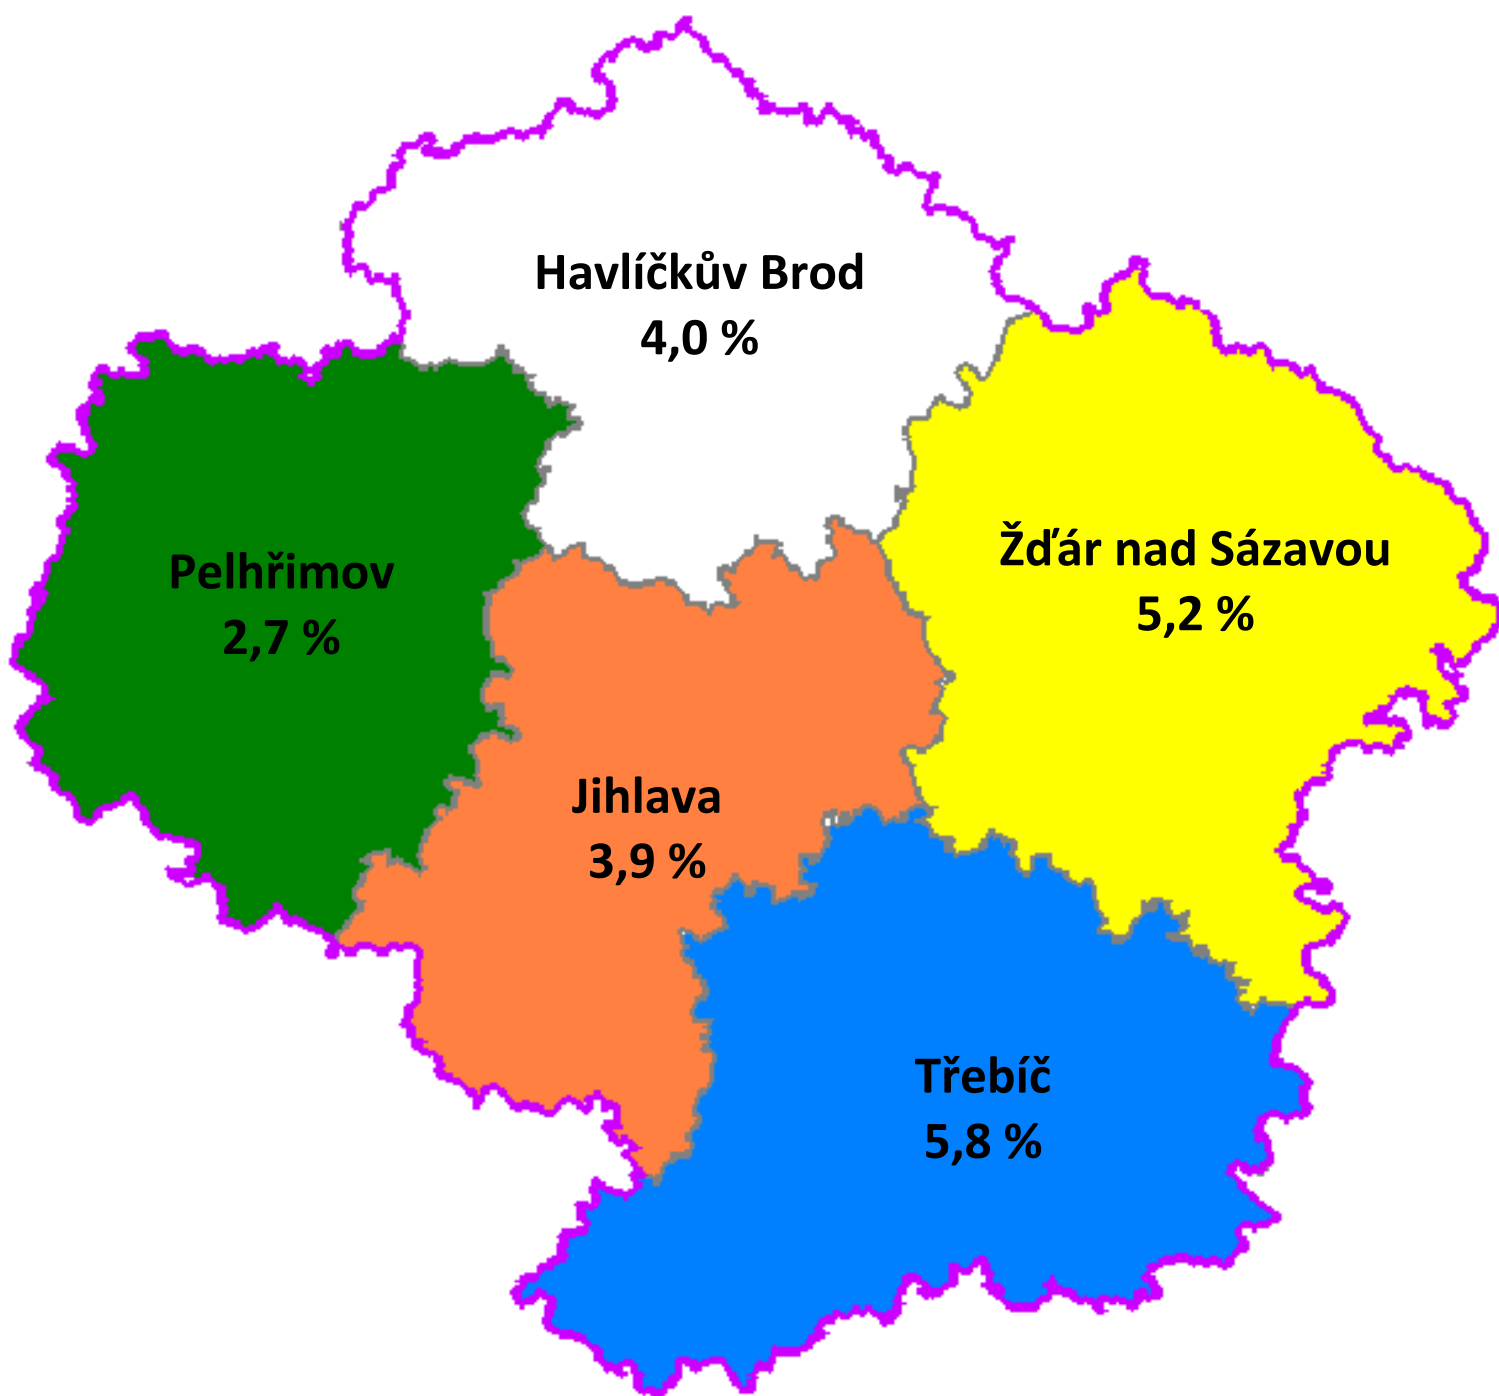 Havlíčkův Brod
4,0 %
Žďár nad Sázavou
5,2 %
Pelhřimov
2,7 %
Jihlava
3,9 %
Třebíč
5,8 %